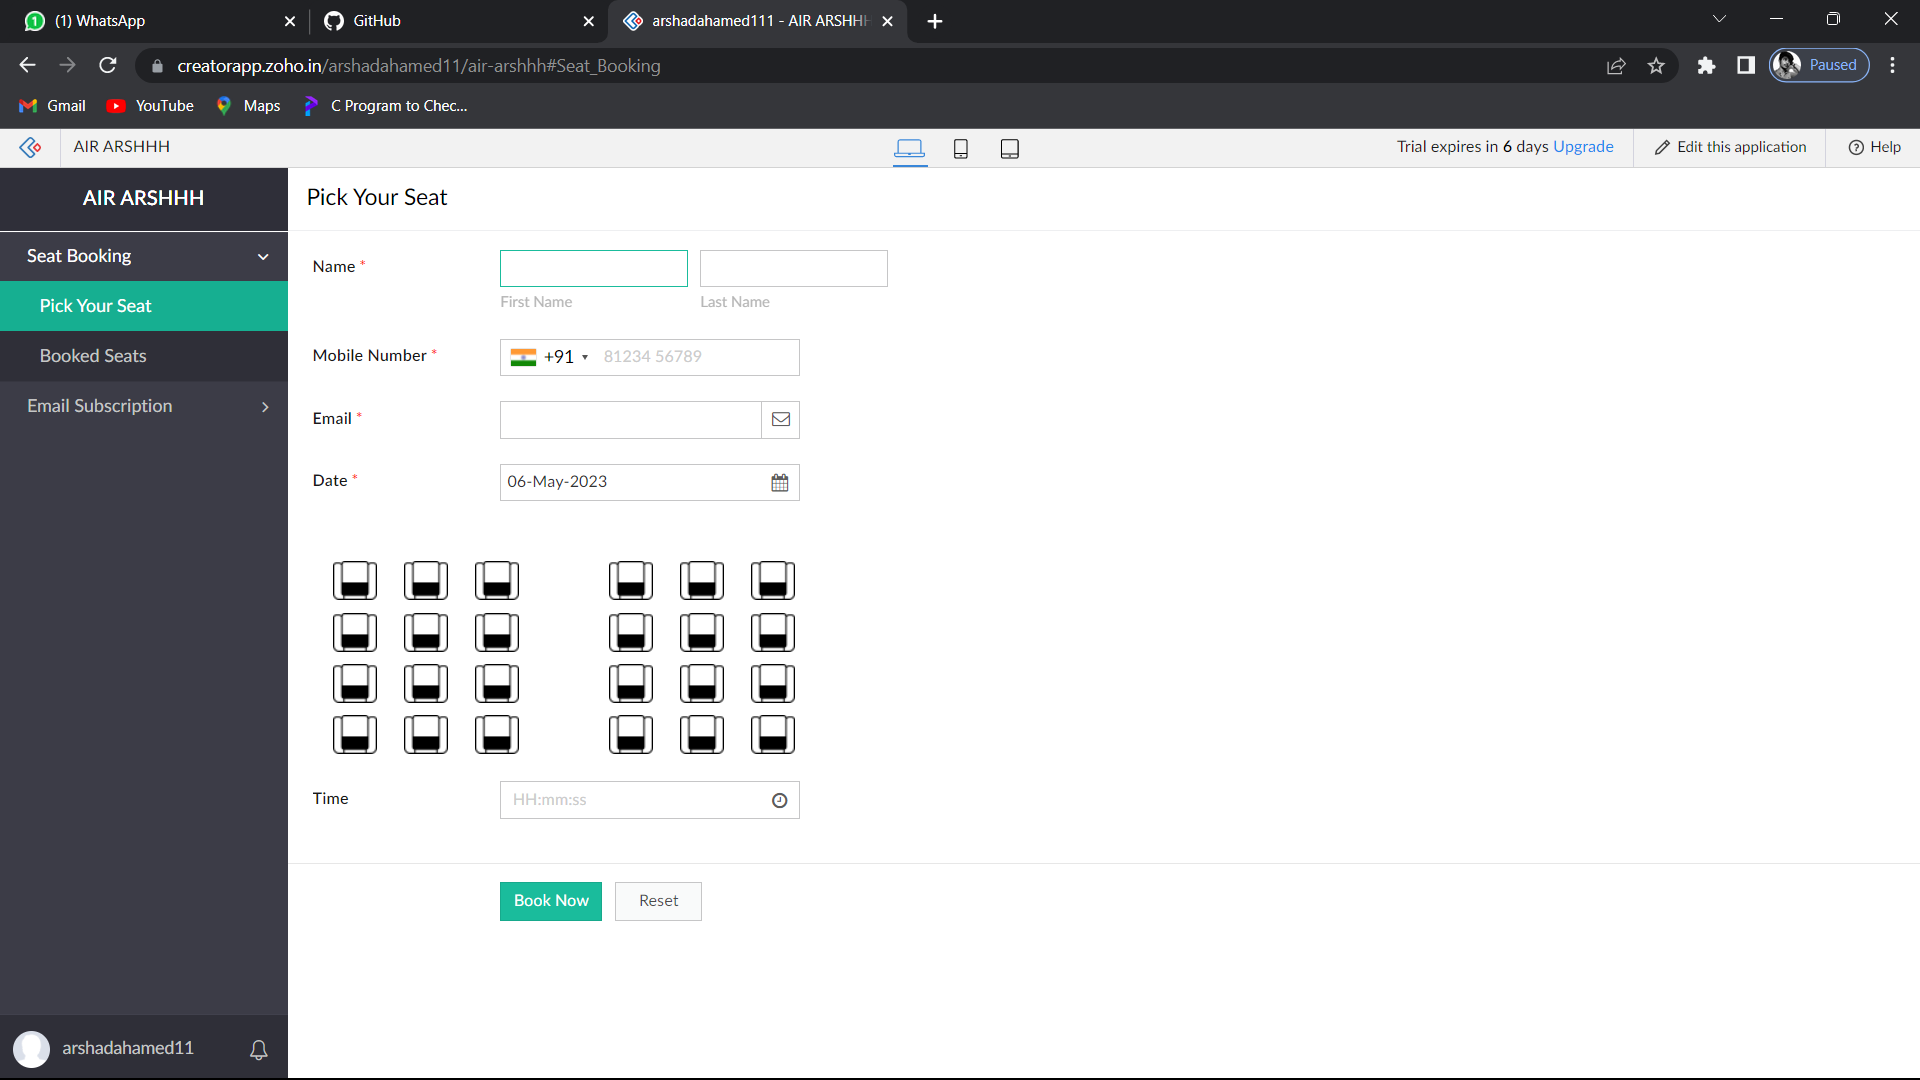 (1) WhatsApp
GitHub
arshadahamed111 - AIR ARSHHH
creatorapp.zoho.in/arshadahamed11/air-arshhh#Seat_Booking
Paused
Gmail
YouTube
Maps
C Program to Chec...
AIR ARSHHH
Trial expires in 6 days Upgrade
Edit this application
Help
AIR ARSHHH
Pick Your Seat
Seat Booking
Pick Your Seat
Booked Seats
Email Subscription
Name *
First Name
Last Name
Mobile Number *
+91
81234 56789
Email *
Date *
06-May-2023
Time
HH:mm:ss
Book Now
Reset
arshadahamed11